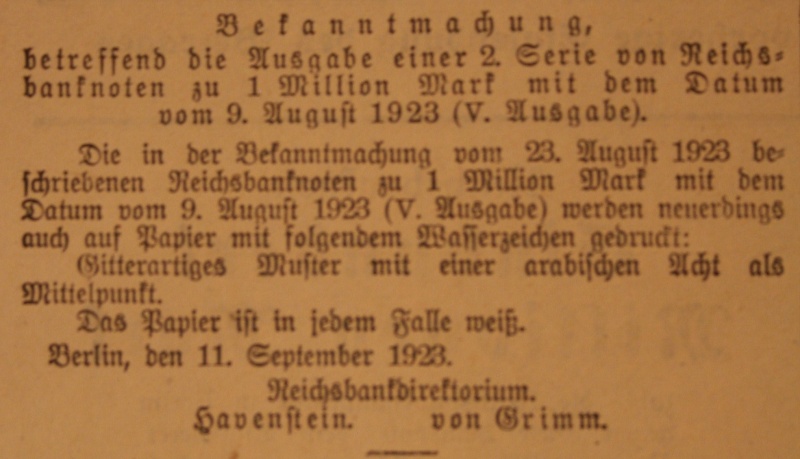 Bekanntmachung,
betreffend die Ausgabe einer 2. Serie von Reichs-
banknoten zu 1 Million Mark mit dem Datum
vom 9. August 1923 (V. Ausgabe).
Die in der Bekanntmachung vom 23. August 1923 be-
schriebenen Reichsbanknoten zu 1 Million Mark mit dem
Datum vom 9. August 1923 (V. Ausgabe) werden neuerdings
auch auf Papier mit folgendem Wasserzeichen gedruckt:
Gitterartiges Muster mit einer arabischen Acht als
Mittelpunkt.
Das Papier ist in jedem Falle weiß.
Berlin, den 11. September 1923.
Reichsbankdirektorium.
Havenstein. von Grimm.